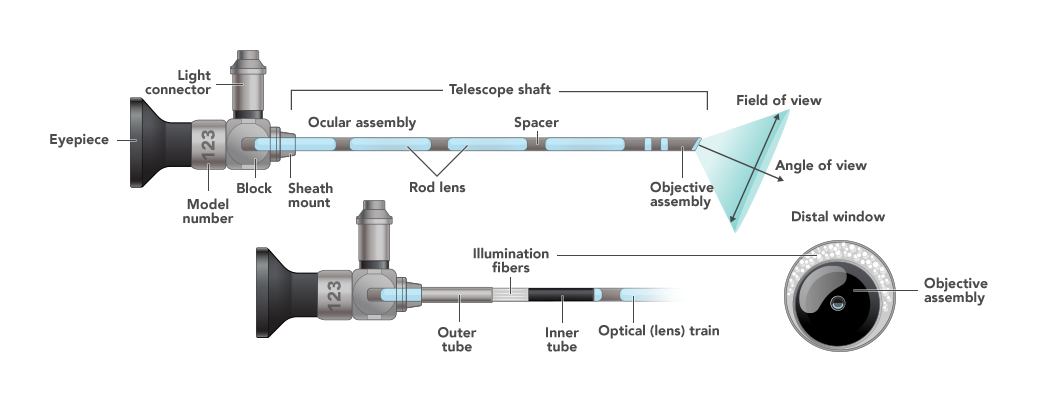 Light
connector
Telescope shaft
Field of view
Eyepiece
123
Ocular assembly
Spacer
Angle of view
Model
number
Block
Sheath
mount
Rod lens
Objective
assembly
Distal window
123
Illumination
fibers
Objective
assembly
Outer
tube
Inner
tube
Optical (lens) train